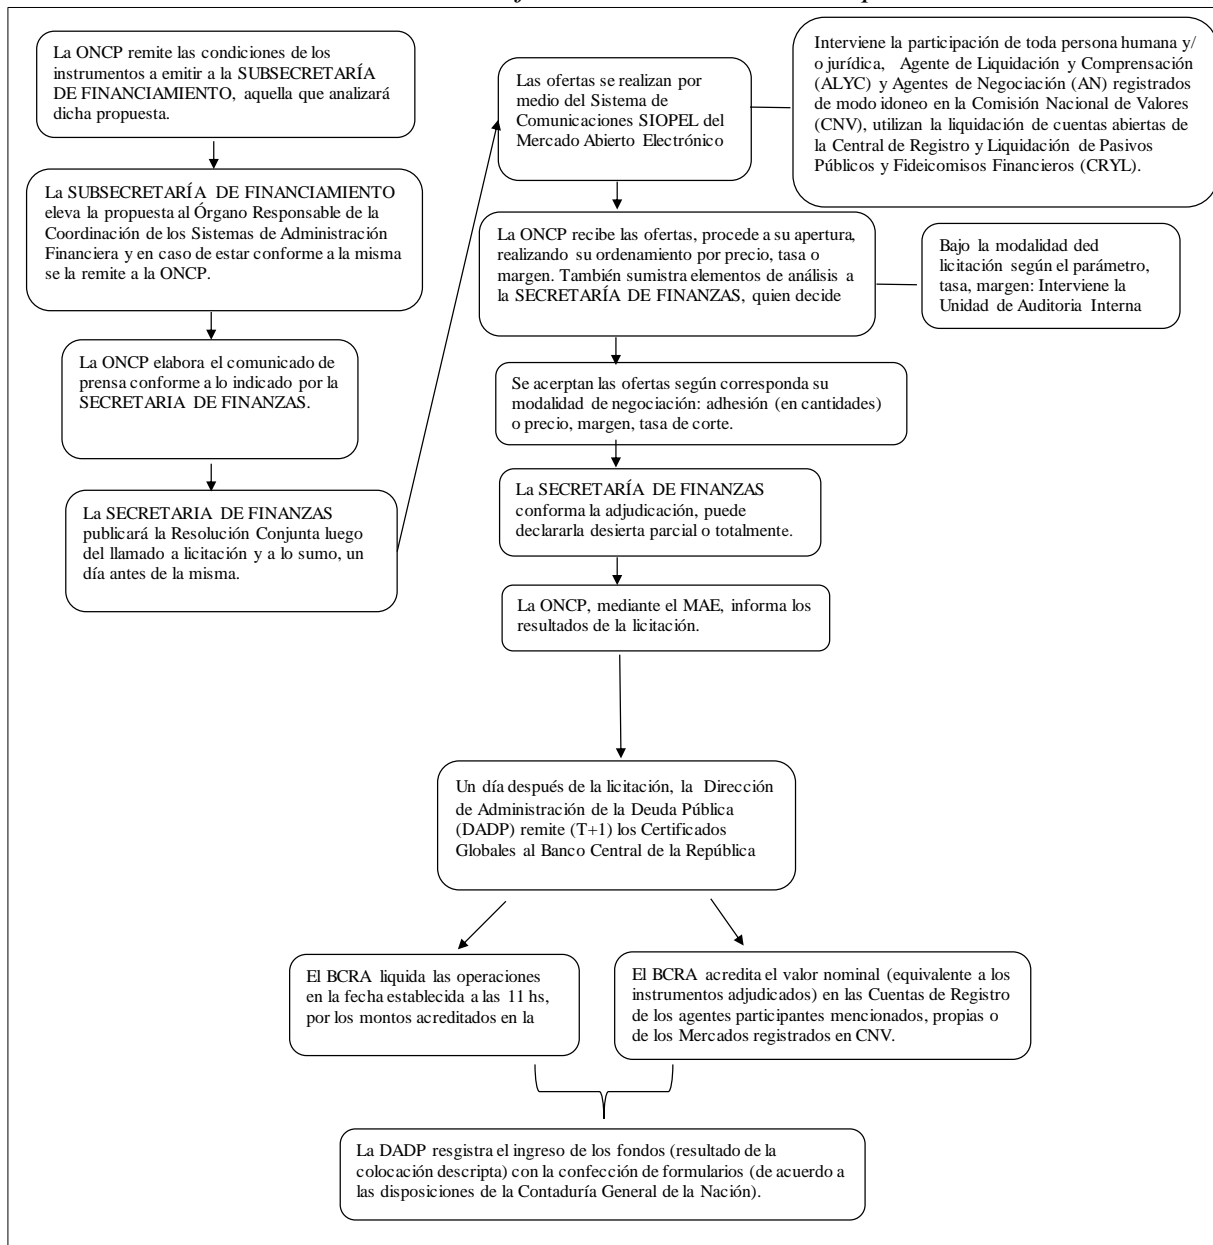 La ONCP remite las condiciones de los
instrumentos a emitir a la SUBSECRETARÍA
DE FINANCIAMIENTO, aquella que analizará
dicha propuesta.
La SUBSECRETARÍA DE FINANCIAMIENTO
eleva la propuesta al Órgano Responsable de la
Coordinación de los Sistemas de Administración
Financiera y en caso de estar conforme a la misma
se la remite a la ONCP.
La ONCP elabora el comunicado de
prensa conforme a lo indicado por la
SECRETARIA DE FINANZAS.
La SECRETARIA DE FINANZAS
publicará la Resolución Conjunta luego
del llamado a licitación y a lo sumo, un
día antes de la misma.
Las ofertas se realizan por
medio del Sistema de
Comunicaciones SIOPEL del
Mercado Abierto Electrónico
Interviene la participación de toda persona humana y/
o jurídica, Agente de Liquidación y Comprensación
(ALYC) y Agentes de Negociación (AN) registrados
de modo idoneo en la Comisión Nacional de Valores
(CNV), utilizan la liquidación de cuentas abiertas de
la Central de Registro y Liquidación de Pasivos
Públicos y Fideicomisos Financieros (CRYL).
La ONCP recibe las ofertas, procede a su apertura,
realizando su ordenamiento por precio, tasa o
margen. También sumistra elementos de análisis a
la SECRETARÍA DE FINANZAS, quien decide
Bajo la modalidad ded
licitación según el parámetro,
tasa, margen: Interviene la
Unidad de Auditoria Interna
Se acerptan las ofertas según corresponda su
modalidad de negociación: adhesión (en cantidades)
o precio, margen, tasa de corte.
La SECRETARÍA DE FINANZAS
conforma la adjudicación, puede
declararla desierta parcial o totalmente.
La ONCP, mediante el MAE, informa los
resultados de la licitación.
Un día después de la licitación, la Dirección
de Administración de la Deuda Pública
(DADP) remite (T+1) los Certificados
Globales al Banco Central de la República
El BCRA liquida las operaciones
en la fecha establecida a las 11 hs,
por los montos acreditados en la
El BCRA acredita el valor nominal (equivalente a los
instrumentos adjudicados) en las Cuentas de Registro
de los agentes participantes mencionados, propias o
de los Mercados registrados en CNV.
La DADP resgistra el ingreso de los fondos (resultado de la
colocación descripta) con la confección de formularios (de acuerdo a
las disposiciones de la Contaduría General de la Nación).